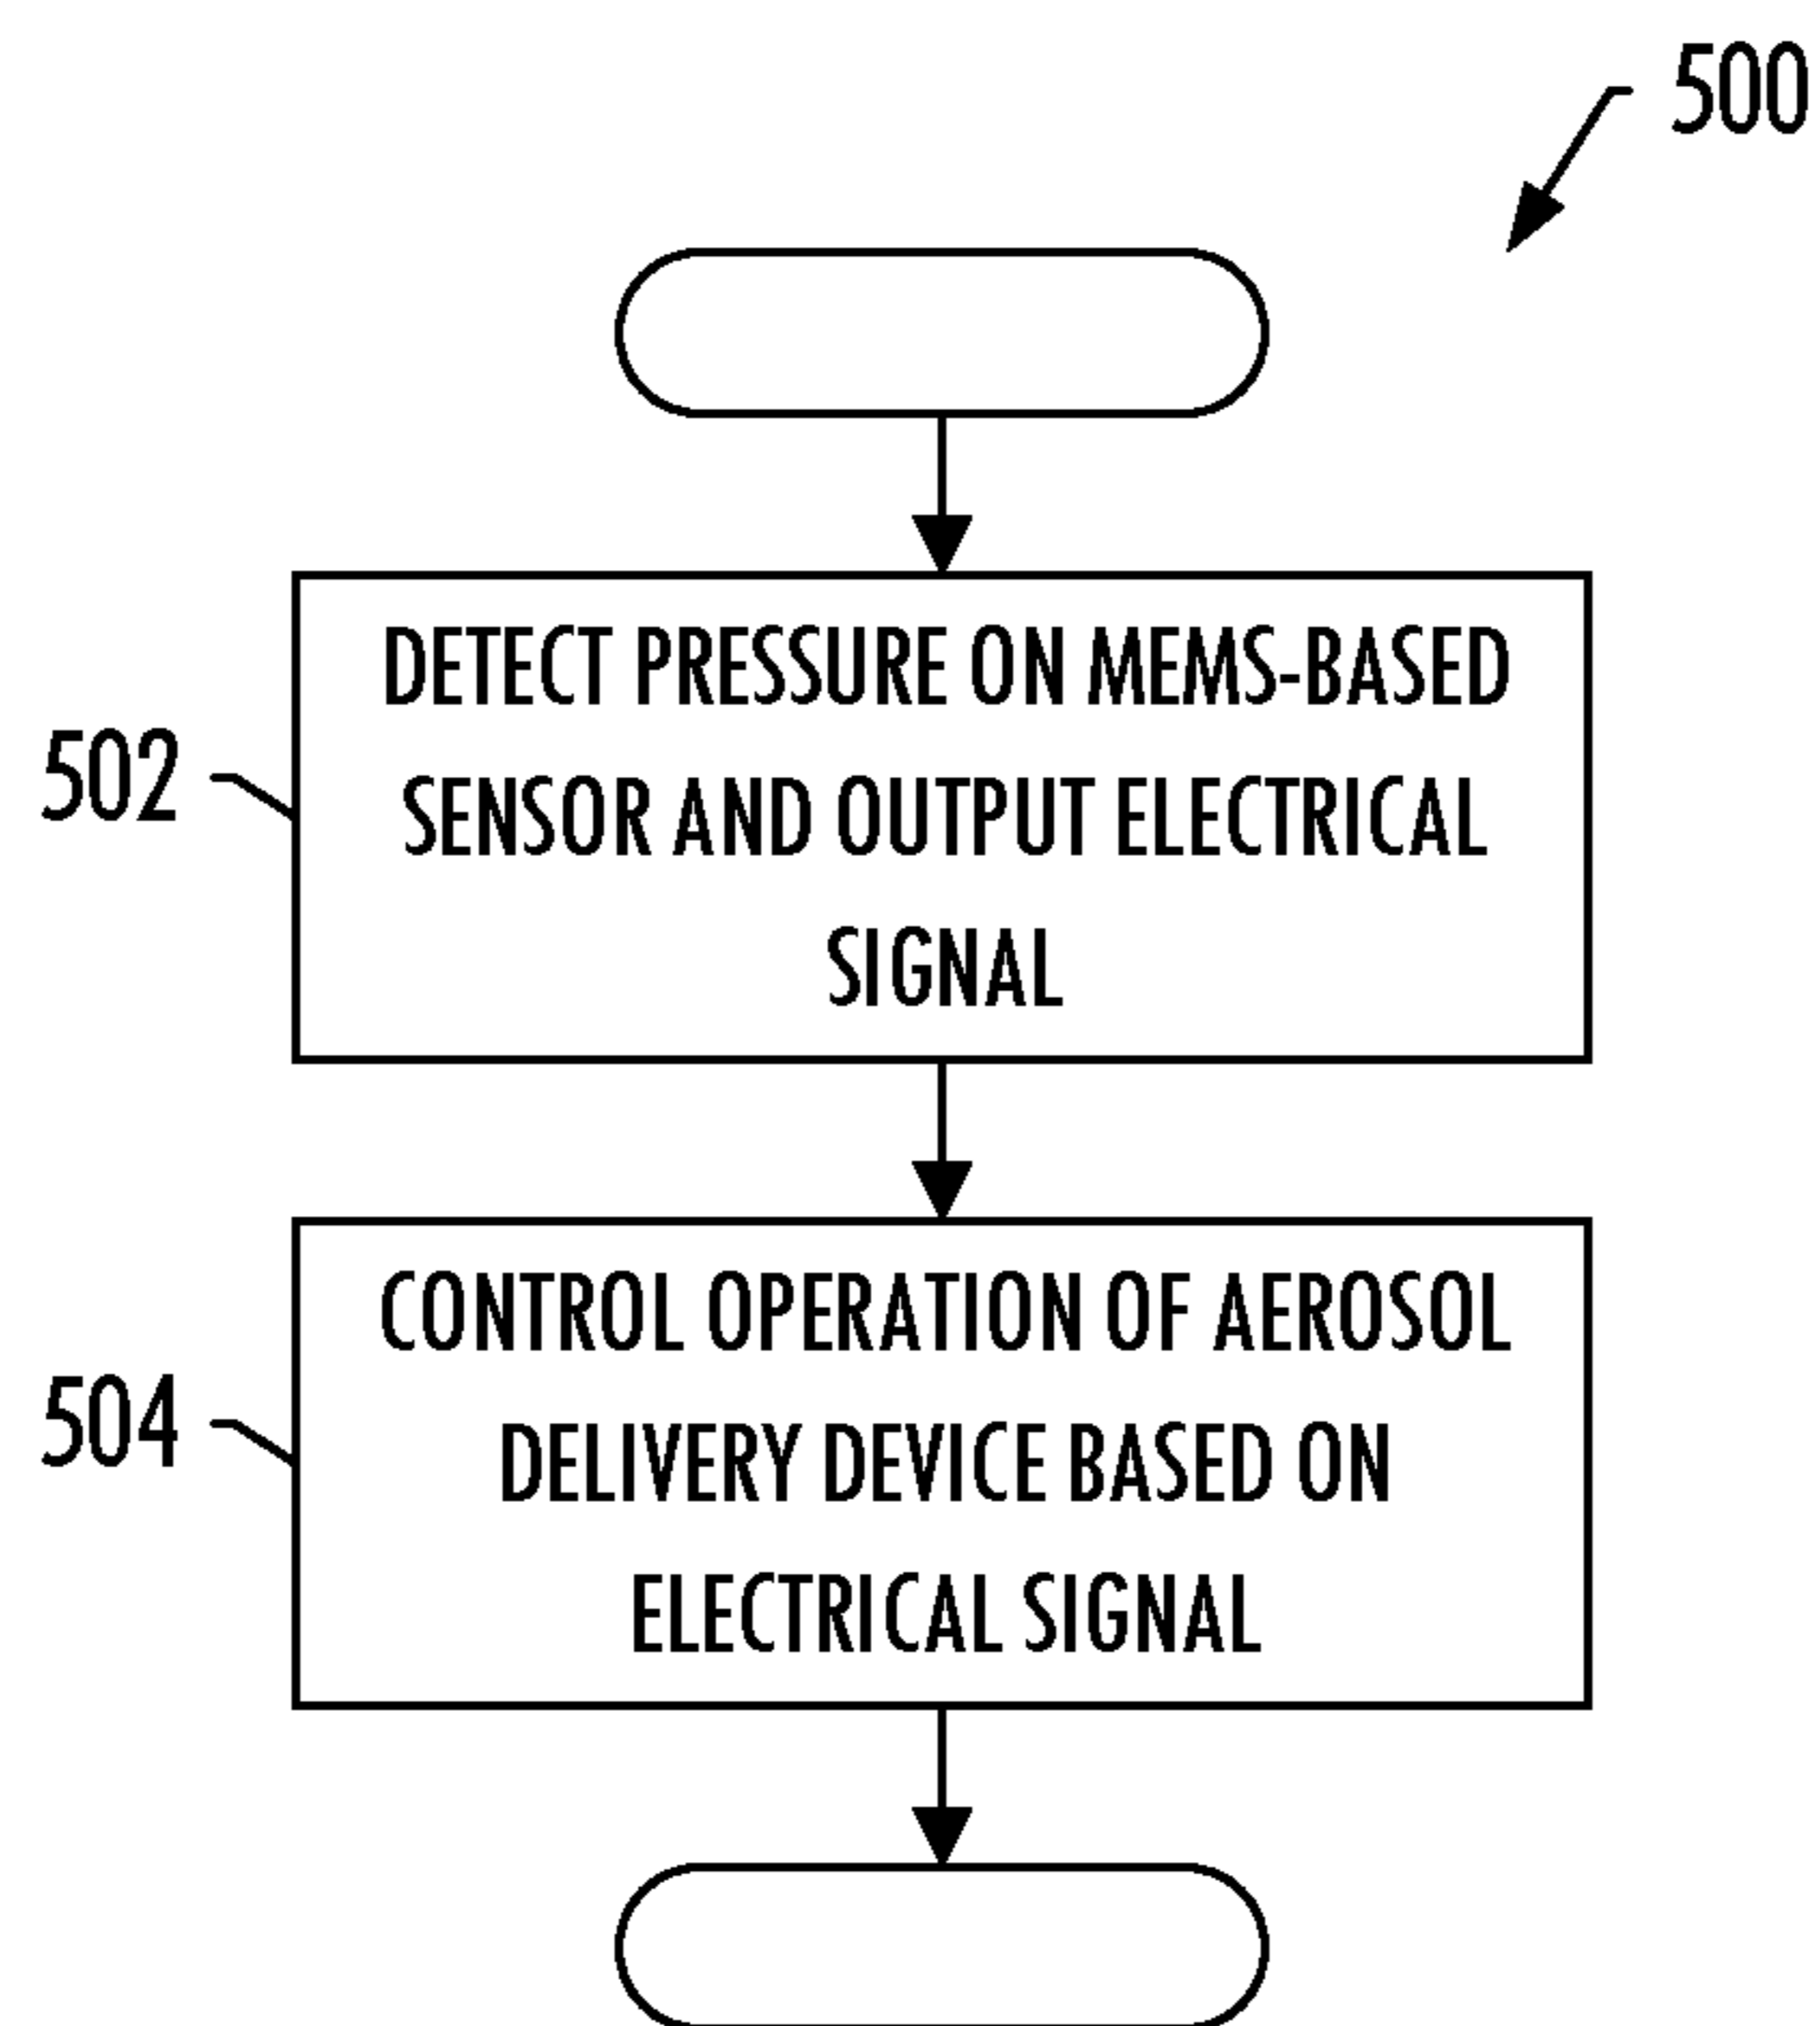 500
502
DETECT PRESSURE ON MEMS-BASED
SENSOR AND OUTPUT ELECTRICAL
SIGNAL
504
CONTROL OPERATION OF AEROSOL
DELIVERY DEVICE BASED ON
ELECTRICAL SIGNAL